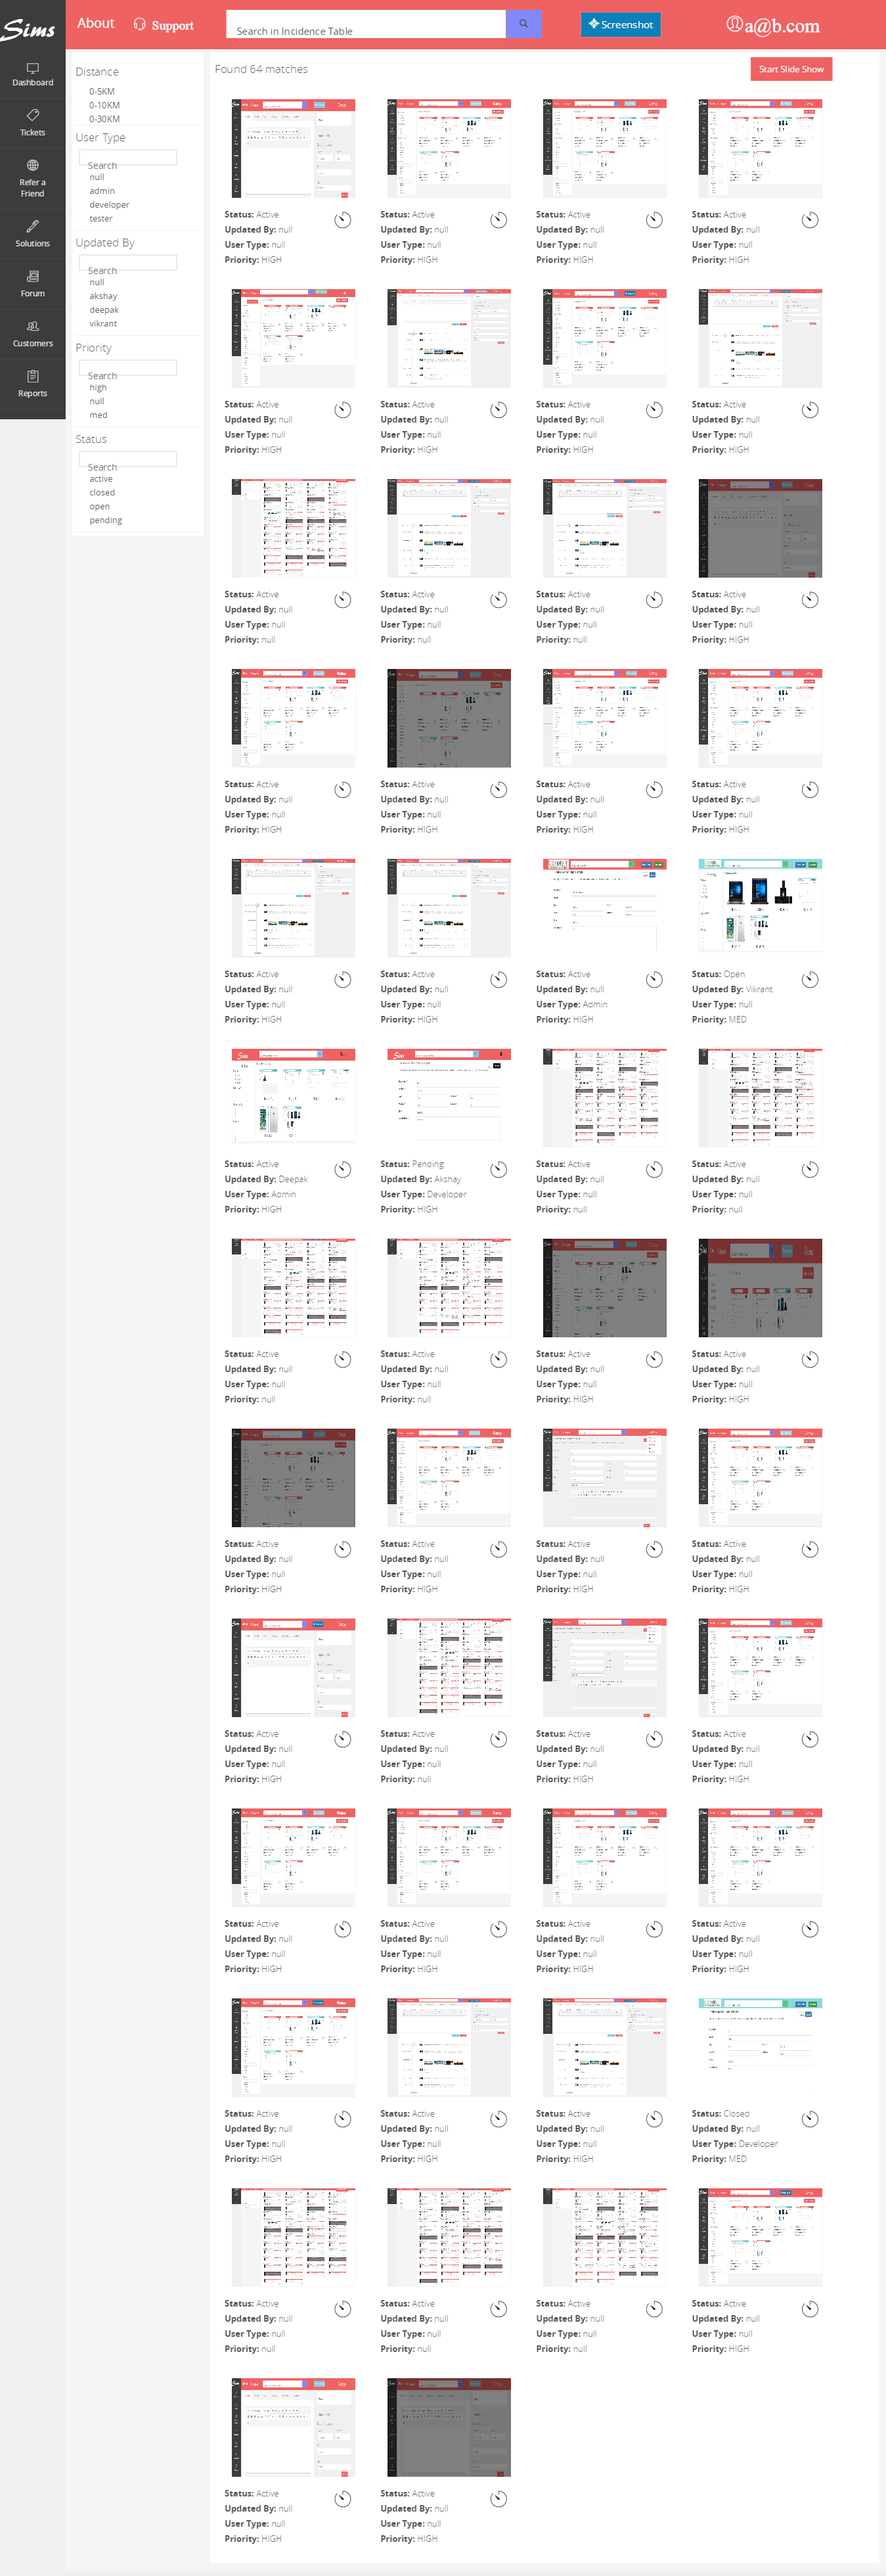 Sims
About
Support
Search in Incidence Table
Screenshot
a@b.com
Dashboard
Tickets
Refer a
Friend
Solutions
Forum
Customers
Reports
Distance
0-5KM
0-10KM
0-30KM
User Type
Search
null
admin
developer
tester
Updated By
Search
null
akshay
deepak
vikrant
Priority
Search
high
null
med
Status
Search
active
closed
open
pending
Found 64 matches
Start Slide Show
Status: Active Status: Active Status: Active Status: Active
Updated By: null Updated By: null Updated By: null Updated By: null
User Type: null User Type: null User Type: null User Type: null
Priority: HIGH Priority: HIGH Priority: HIGH Priority: HIGH
Status: Active Status: Active Status: Active Status: Active
Updated By: null Updated By: null Updated By: null Updated By: null
User Type: null User Type: null User Type: null User Type: null
Priority: HIGH Priority: HIGH Priority: HIGH Priority: HIGH
Status: Active Status: Active Status: Active Status: Active
Updated By: null Updated By: null Updated By: null Updated By: null
User Type: null User Type: null User Type: null User Type: null
Priority: null Priority: null Priority: null Priority: HIGH
Status: Active Status: Active Status: Active Status: Active
Updated By: null Updated By: null Updated By: null Updated By: null
User Type: null User Type: null User Type: null User Type: null
Priority: HIGH Priority: HIGH Priority: HIGH Priority: HIGH
Status: Active Status: Active Status: Active Status: Open
Updated By: null Updated By: null Updated By: null Updated By: Vikrant
User Type: null User Type: null User Type: Admin User Type: null
Priority: HIGH Priority: HIGH Priority: HIGH Priority: MED
Status: Active Status: Pending Status: Active Status: Active
Updated By: Deepak Updated By: Akshay Updated By: null Updated By: null
User Type: Admin User Type: Developer User Type: null User Type: null
Priority: HIGH Priority: HIGH Priority: null Priority: null
Status: Active Status: Active Status: Active Status: Active
Updated By: null Updated By: null Updated By: null Updated By: null
User Type: null User Type: null User Type: null User Type: null
Priority: null Priority: null Priority: HIGH Priority: HIGH
Status: Active Status: Active Status: Active Status: Active
Updated By: null Updated By: null Updated By: null Updated By: null
User Type: null User Type: null User Type: null User Type: null
Priority: HIGH Priority: HIGH Priority: HIGH Priority: HIGH
Status: Active Status: Active Status: Active Status: Active
Updated By: null Updated By: null Updated By: null Updated By: null
User Type: null User Type: null User Type: null User Type: null
Priority: HIGH Priority: null Priority: HIGH Priority: HIGH
Status: Active Status: Active Status: Active Status: Active
Updated By: null Updated By: null Updated By: null Updated By: null
User Type: null User Type: null User Type: null User Type: null
Priority: HIGH Priority: HIGH Priority: HIGH Priority: HIGH
Status: Active Status: Active Status: Active Status: Closed
Updated By: null Updated By: null Updated By: null Updated By: null
User Type: null User Type: null User Type: null User Type: Developer
Priority: HIGH Priority: HIGH Priority: HIGH Priority: MED
Status: Active Status: Active Status: Active Status: Active
Updated By: null Updated By: null Updated By: null Updated By: null
User Type: null User Type: null User Type: null User Type: null
Priority: null Priority: null Priority: null Priority: HIGH
Status: Active Status: Active
Updated By: null Updated By: null
User Type: null User Type: null
Priority: HIGH Priority: HIGH